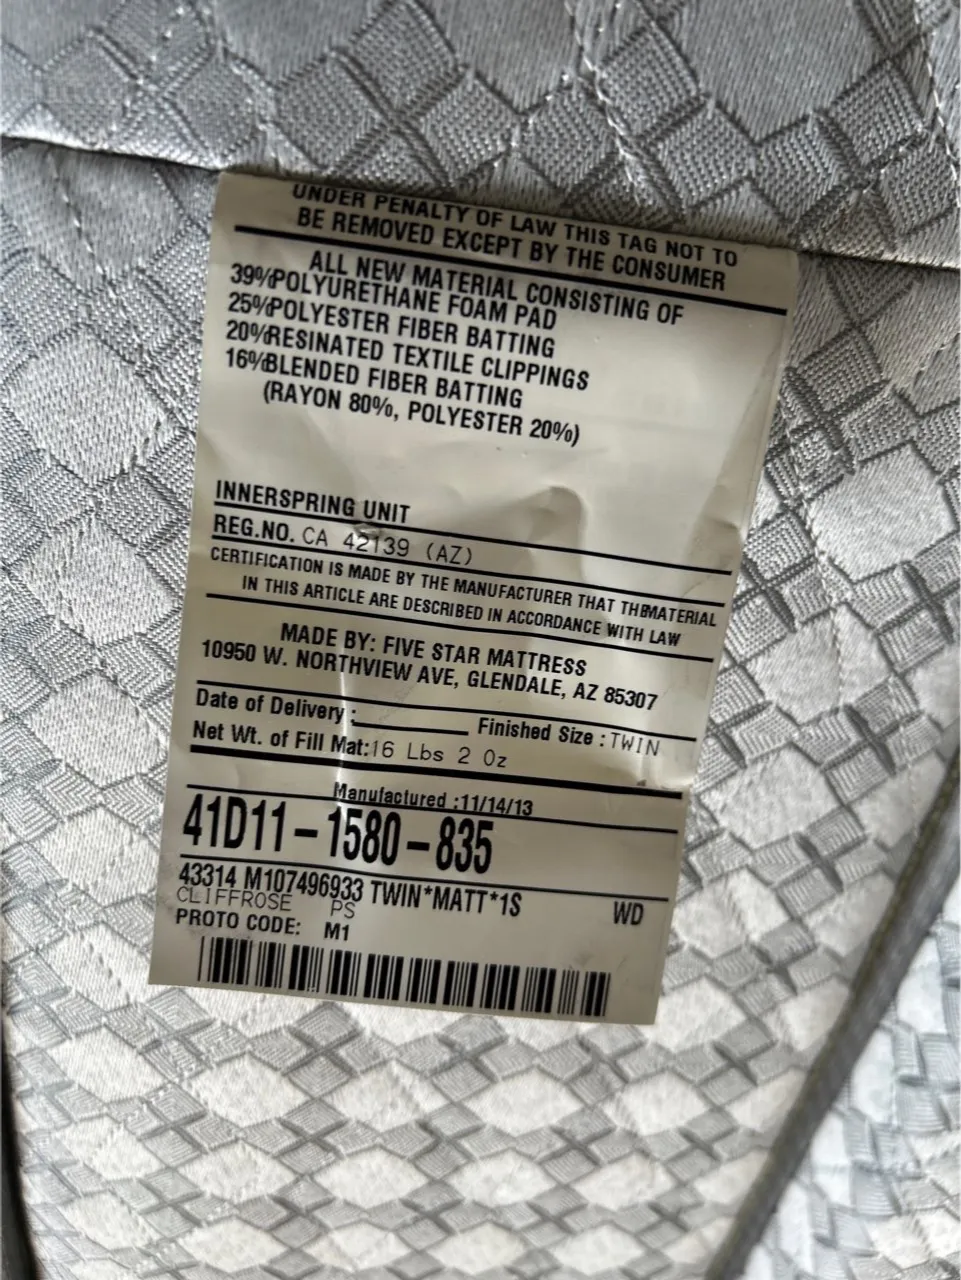 UNDER PENALTY OF LAW THIS TAG NOT TO
BE REMOVED EXCEPT BY THE CONSUMER
ALL NEW MATERIAL CONSISTING OF
39%POLYURETHANE FOAM PAD
25%POLYESTER FIBER BATTING
20%RESINATED TEXTILE CLIPPINGS
16%BLENDED FIBER BATTING
(RAYON 80%, POLYESTER 20%)
INNERSPRING UNIT
REG.NO. CA 42139 (AZ)
CERTIFICATION IS MADE BY THE MANUFACTURER THAT THE MATERIAL
IN THIS ARTICLE ARE DESCRIBED IN ACCORDANCE WITH LAW
MADE BY: FIVE STAR MATTRESS
10950 W. NORTHVIEW AVE, GLENDALE, AZ 85307
Date of Delivery : Finished Size : TWIN
Net Wt. of Fill Mat:16 Lbs 2 Oz
Manufactured :11/14/13
41D11-1580-835
43314 M107496933 TWIN*MATT*1S WD
CLIFFROSE PS
PROTO CODE: M1